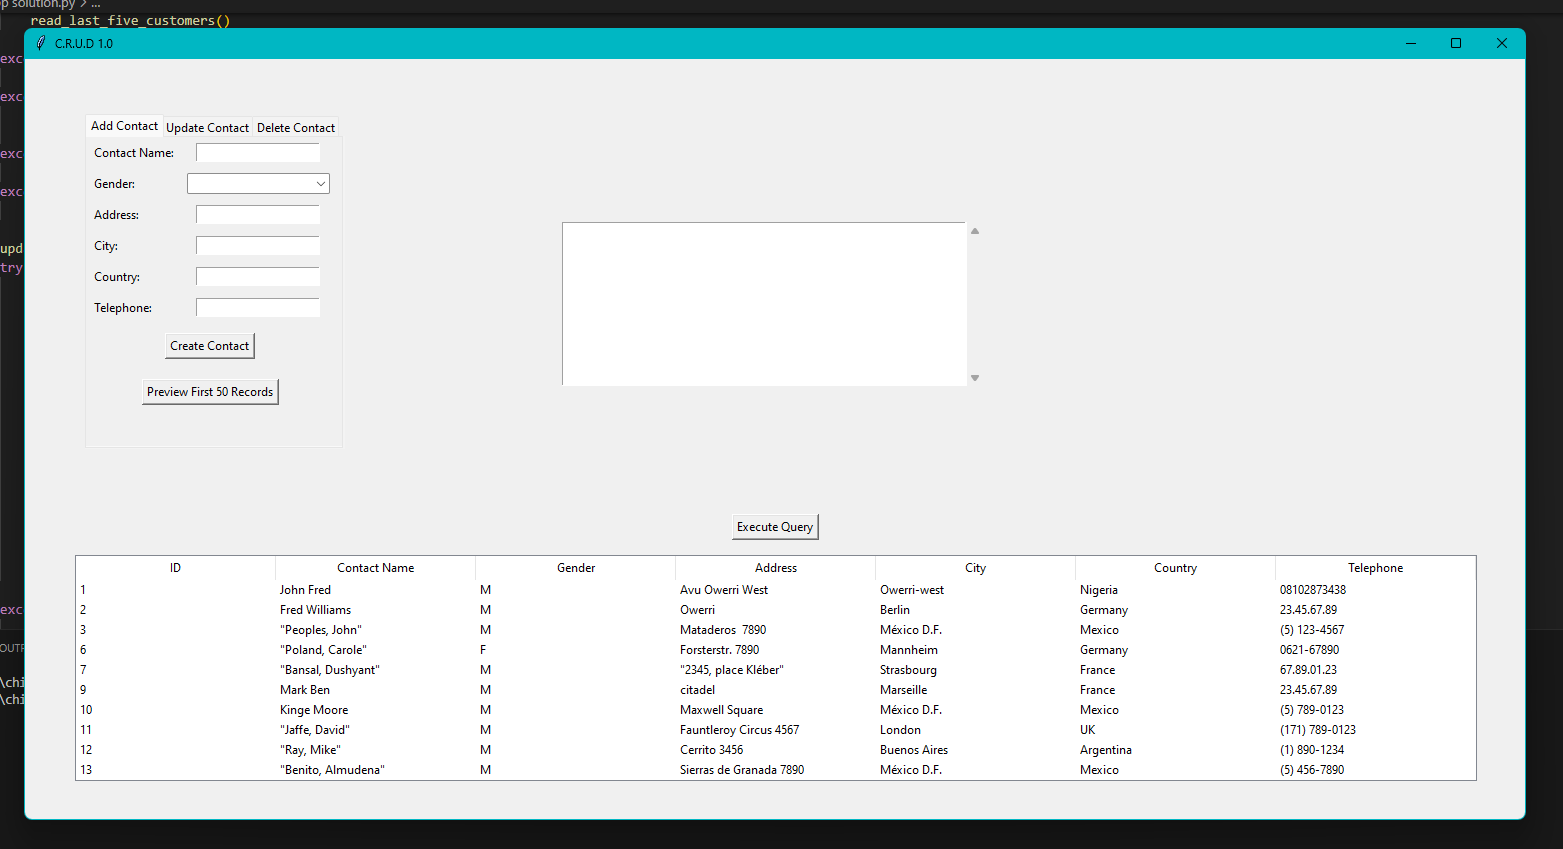 p solution.py > ...
read_last_five_customers()
C.R.U.D 1.0
exc
exc
exc
exc
upd
try
exc
OUTP
\chi
\chi
Add Contact Update Contact Delete Contact
Contact Name:
Gender:
Address:
City:
Country:
Telephone:
Create Contact
Preview First 50 Records
Execute Query
ID Contact Name Gender Address City Country Telephone
1 John Fred M Avu Owerri West Owerri-west Nigeria 08102873438
2 Fred Williams M Owerri Berlin Germany 23.45.67.89
3 "Peoples, John" M Mataderos  7890 México D.F. Mexico (5) 123-4567
6 "Poland, Carole" F Forsterstr. 7890 Mannheim Germany 0621-67890
7 "Bansal, Dushyant" M "2345, place Kléber" Strasbourg France 67.89.01.23
9 Mark Ben M citadel Marseille France 23.45.67.89
10 Kinge Moore M Maxwell Square México D.F. Mexico (5) 789-0123
11 "Jaffe, David" M Fauntleroy Circus 4567 London UK (171) 789-0123
12 "Ray, Mike" M Cerrito 3456 Buenos Aires Argentina (1) 890-1234
13 "Benito, Almudena" M Sierras de Granada 7890 México D.F. Mexico (5) 456-7890